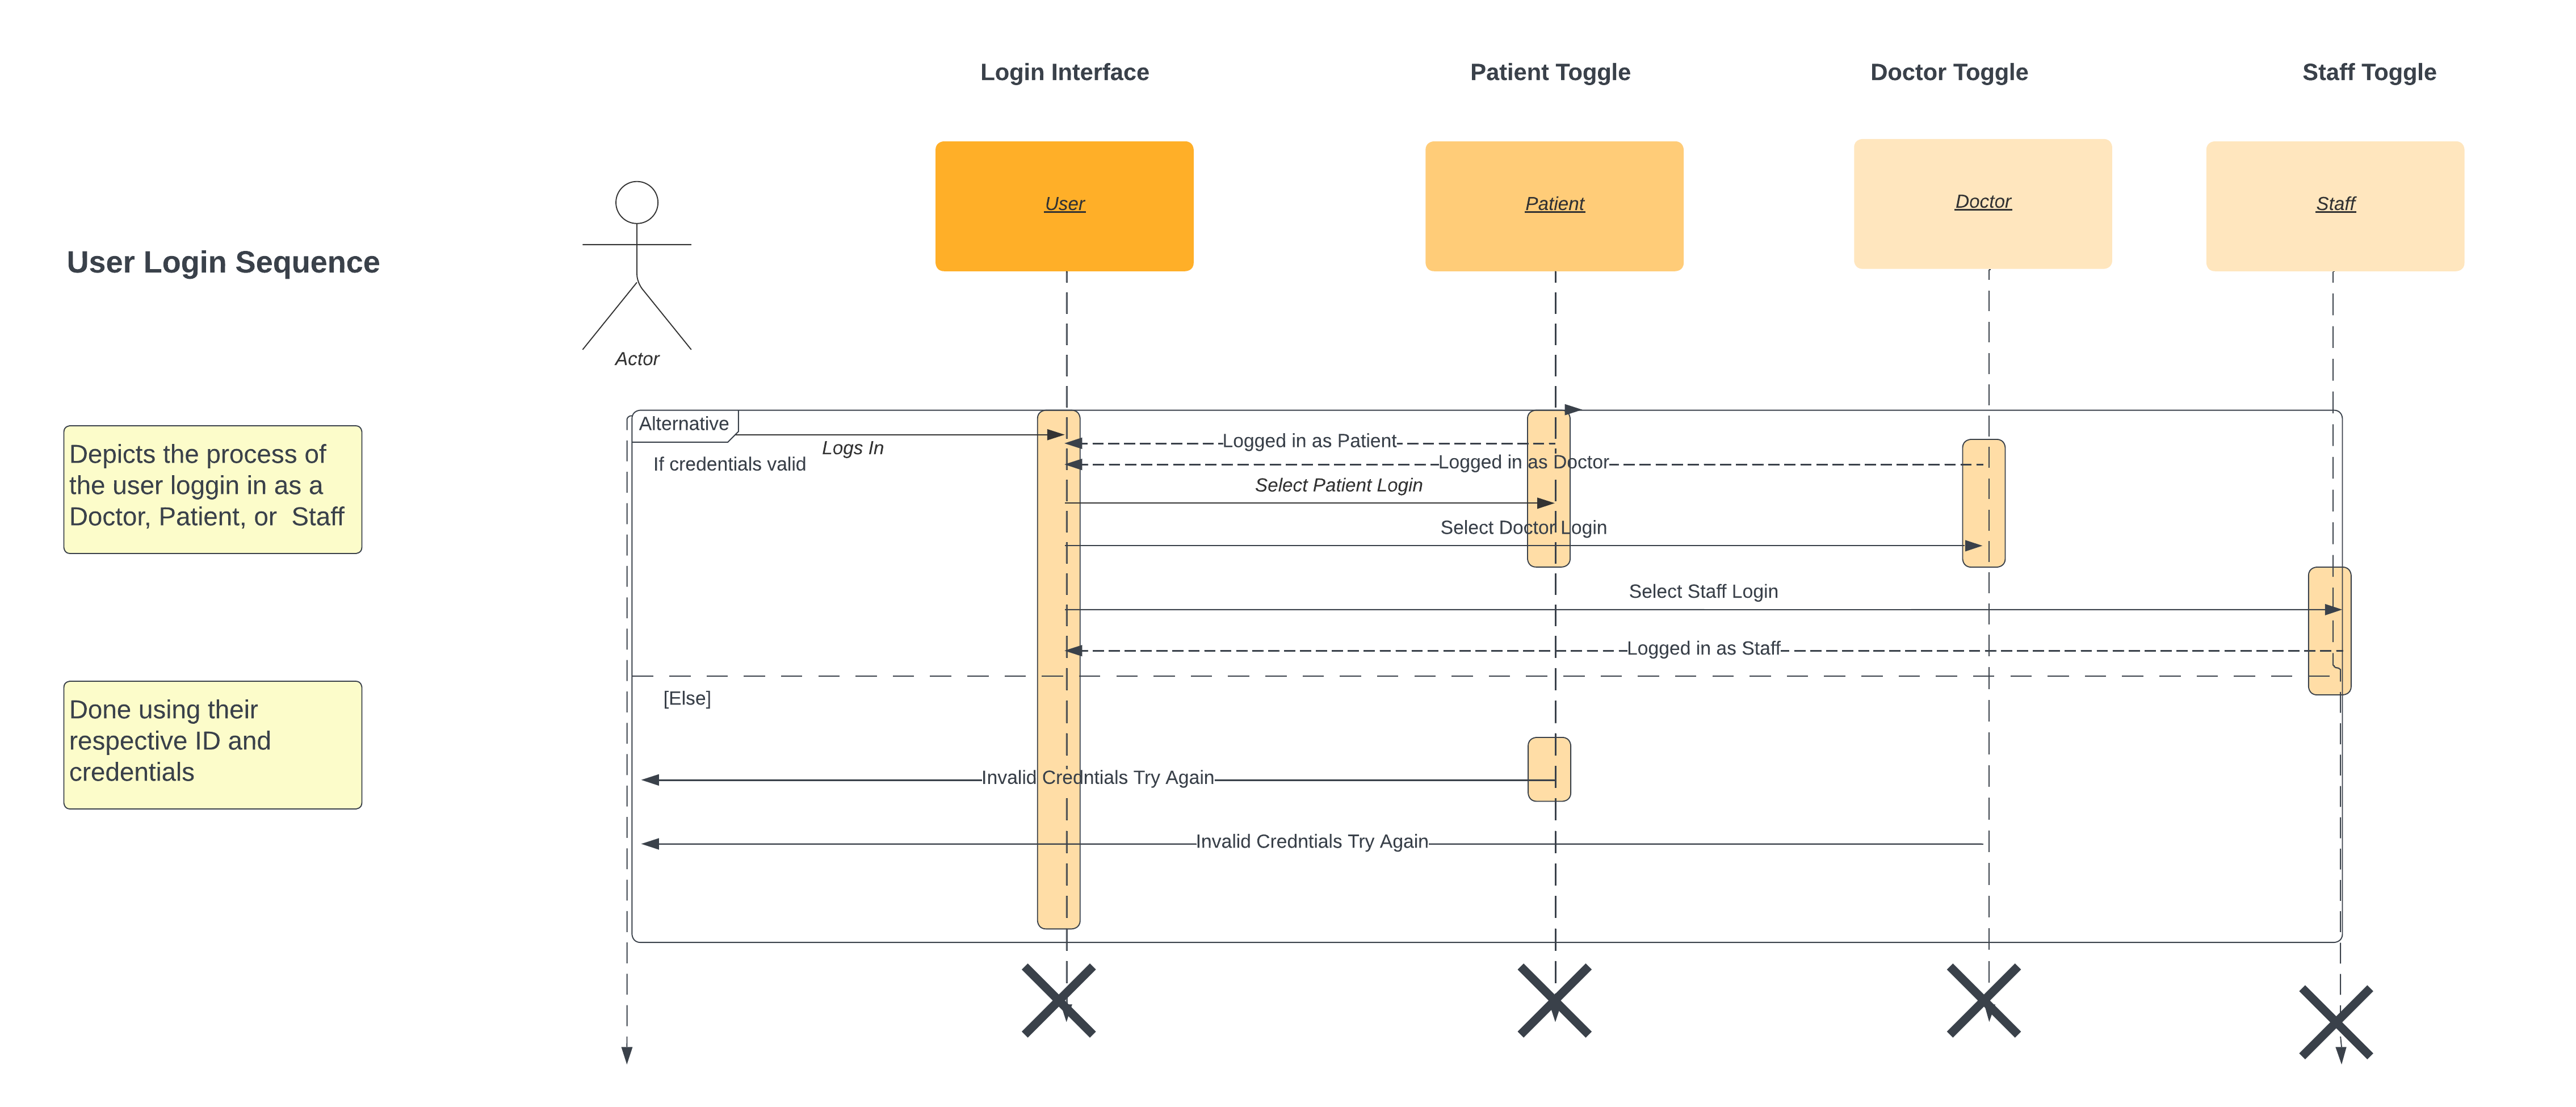 Login Interface
Patient Toggle
Doctor Toggle
Staff Toggle
User
Patient
Doctor
Staff
User Login Sequence
Actor
Alternative
Logs In
If credentials valid
Logged in as Patient
Logged in as Doctor
Select Patient Login
Select Doctor Login
Depicts the process of
the user loggin in as a
Doctor, Patient, or  Staff
Select Staff Login
Logged in as Staff
[Else]
Done using their
respective ID and
credentials
Invalid Credntials Try Again
Invalid Credntials Try Again